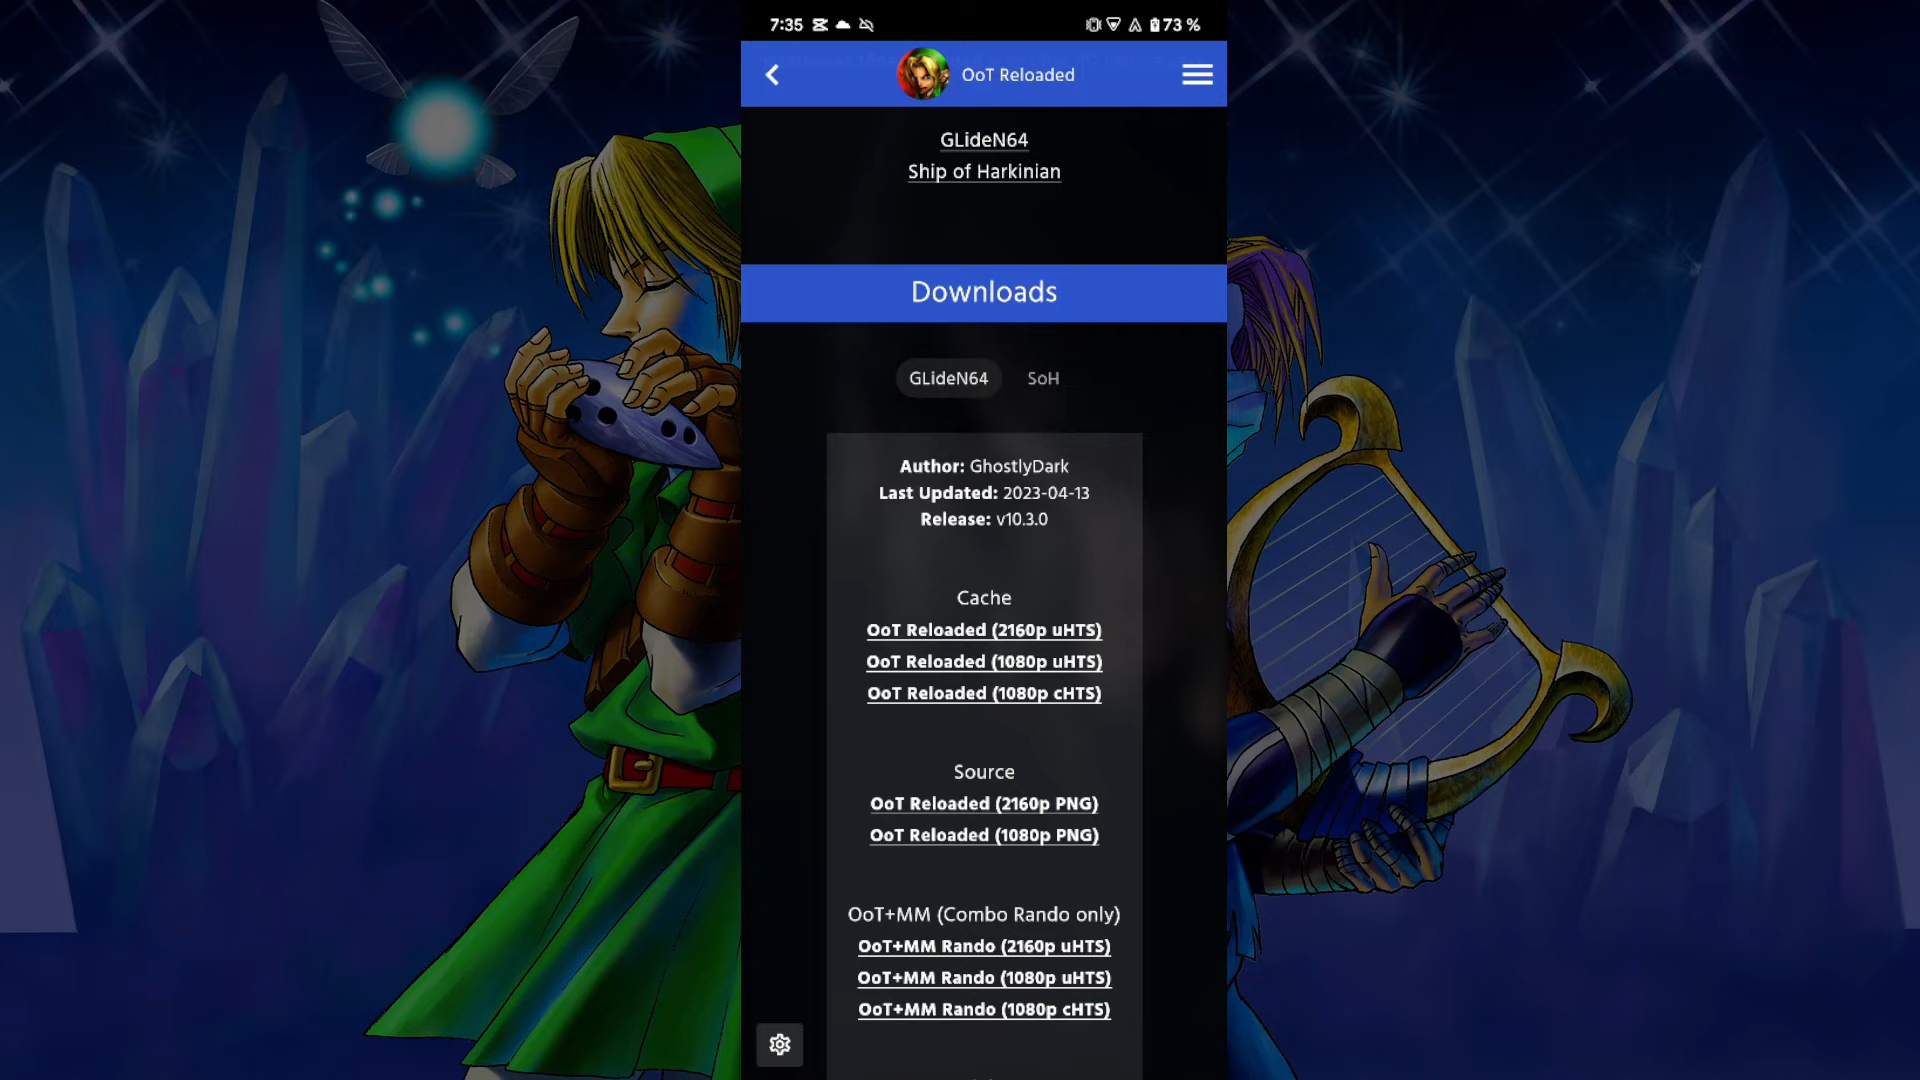 7:35
73 %
OoT Reloaded
GLideN64
Ship of Harkinian
Downloads
GLideN64 SoH
Author: GhostlyDark
Last Updated: 2023-04-13
Release: v10.3.0
Cache
OoT Reloaded (2160p uHTS)
OoT Reloaded (1080p uHTS)
OoT Reloaded (1080p cHTS)
Source
OoT Reloaded (2160p PNG)
OoT Reloaded (1080p PNG)
OoT+MM (Combo Rando only)
OoT+MM Rando (2160p uHTS)
OoT+MM Rando (1080p uHTS)
OoT+MM Rando (1080p cHTS)